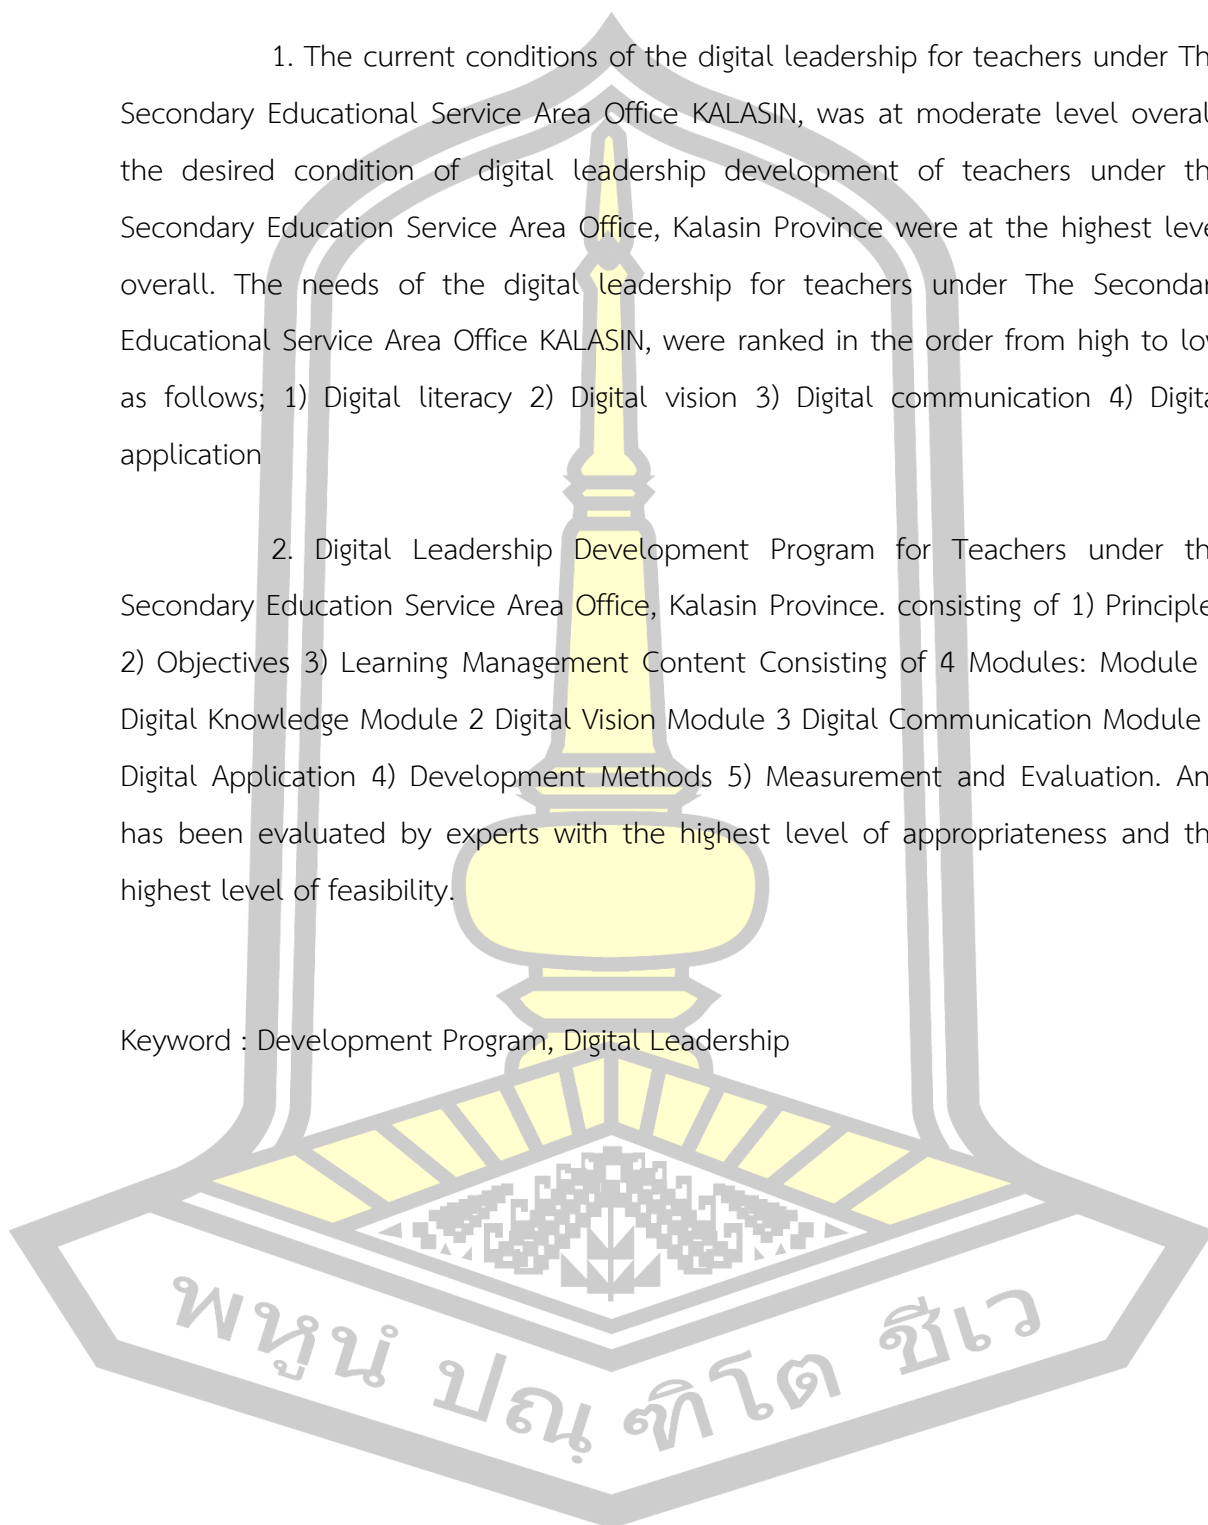 1. The current conditions of the digital leadership for teachers under Th
Secondary Educational Service Area Office KALASIN, was at moderate level overal
the desired condition of digital leadership development of teachers under th
Secondary Education Service Area Office, Kalasin Province were at the highest leve
overall. The needs of the digital leadership for teachers under The Secondar
Educational Service Area Office KALASIN, were ranked in the order from high to lo
as follows; 1) Digital literacy 2) Digital vision 3) Digital communication 4) Digita
application
2. Digital Leadership Development Program for Teachers under th
Secondary Education Service Area Office, Kalasin Province. consisting of 1) Principle
2) Objectives 3) Learning Management Content Consisting of 4 Modules: Module
Digital Knowledge Module 2 Digital Vision Module 3 Digital Communication Module
Digital Application 4) Development Methods 5) Measurement and Evaluation. An
has been evaluated by experts with the highest level of appropriateness and th
highest level of feasibility.
Keyword : Development Program, Digital Leadership
พหูนํ ปณฺฑิโต ชีเว